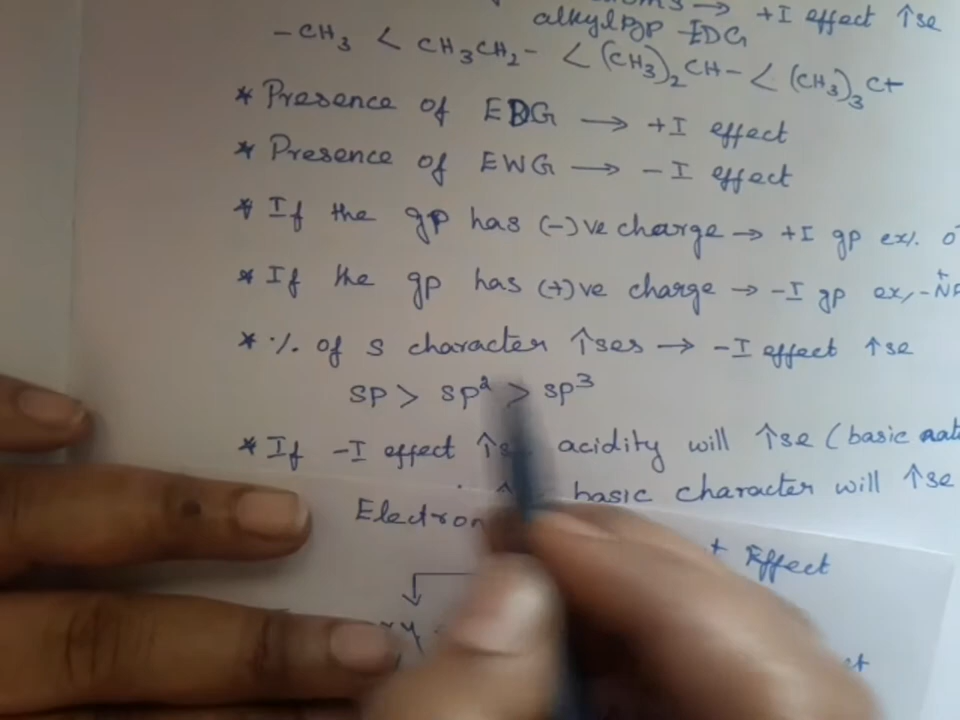 → +I effect ↑se
alkyl gp EDG
-CH₃ < CH₃CH₂- < (CH₃)₂CH- < (CH₃)₃C+
* Presence of EDG → +I effect
* Presence of EWG → -I effect
* If the gp has (-)ve charge → +I gp ex/.
* If the gp has (+)ve charge → -I gp ex,
* % of s character ↑ses → -I effect ↑se
sp > sp² > sp³
* If -I effect acidity will ↑se (basic
basic character will ↑se
Electron
Effect